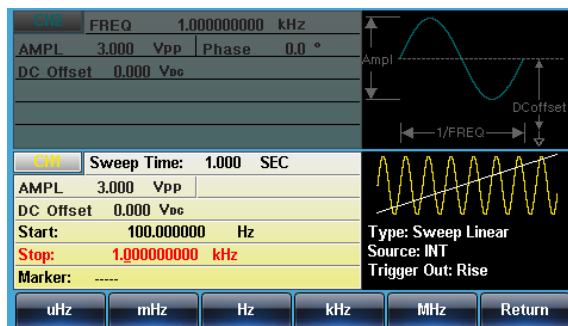 CH2 FREQ 1.000000000 kHz
AMPL 3.000 Vpp Phase 0.0 °
DC Offset 0.000 VDC
Ampl
DCoffset
1/FREQ
CH1 Sweep Time: 1.000 SEC
AMPL 3.000 Vpp
DC Offset 0.000 VDC
Start: 100.000000 Hz
Stop: 1.000000000 kHz
Marker: -----
Type: Sweep Linear
Source: INT
Trigger Out: Rise
uHz mHz Hz kHz MHz Return